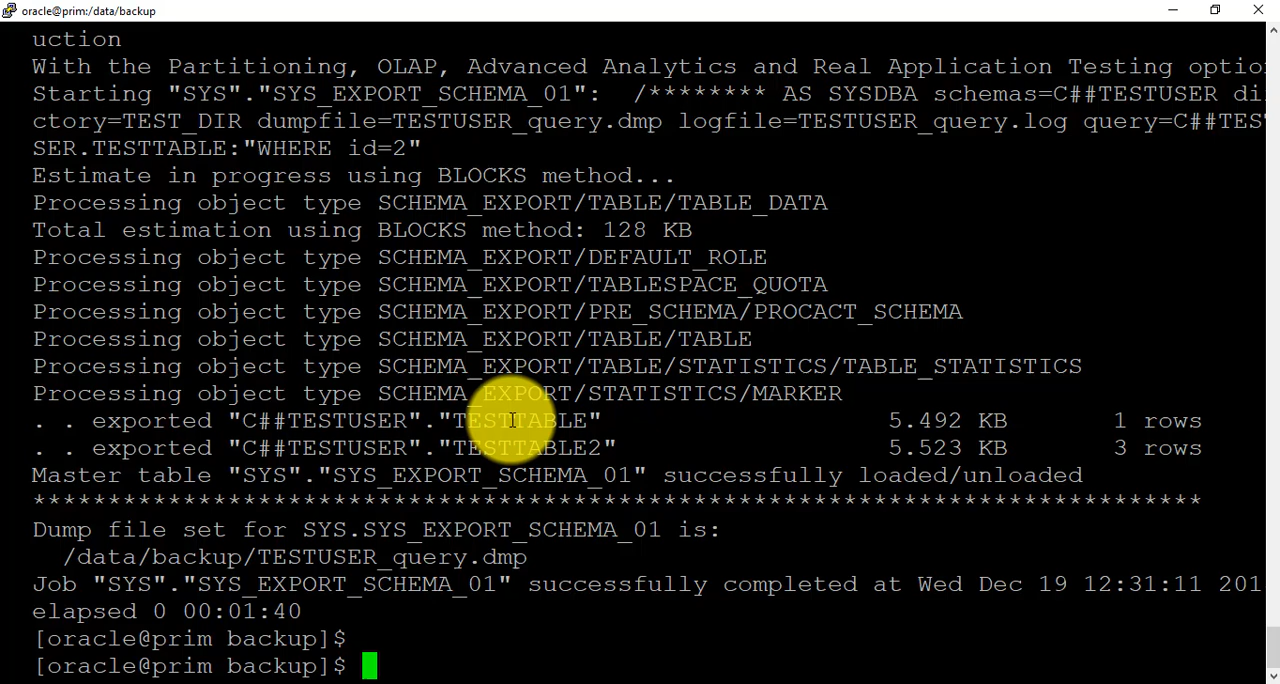 oracle@prim:/data/backup
uction
With the Partitioning, OLAP, Advanced Analytics and Real Application Testing optio
Starting "SYS"."SYS_EXPORT_SCHEMA_01":  /******** AS SYSDBA schemas=C##TESTUSER di
ctory=TEST_DIR dumpfile=TESTUSER_query.dmp logfile=TESTUSER_query.log query=C##TES
SER.TESTTABLE:"WHERE id=2"
Estimate in progress using BLOCKS method...
Processing object type SCHEMA_EXPORT/TABLE/TABLE_DATA
Total estimation using BLOCKS method: 128 KB
Processing object type SCHEMA_EXPORT/DEFAULT_ROLE
Processing object type SCHEMA_EXPORT/TABLESPACE_QUOTA
Processing object type SCHEMA_EXPORT/PRE_SCHEMA/PROCACT_SCHEMA
Processing object type SCHEMA_EXPORT/TABLE/TABLE
Processing object type SCHEMA_EXPORT/TABLE/STATISTICS/TABLE_STATISTICS
Processing object type SCHEMA_EXPORT/STATISTICS/MARKER
. . exported "C##TESTUSER"."TESTTABLE" 5.492 KB 1 rows
. . exported "C##TESTUSER"."TESTTABLE2" 5.523 KB 3 rows
Master table "SYS"."SYS_EXPORT_SCHEMA_01" successfully loaded/unloaded
******************************************************************************
Dump file set for SYS.SYS_EXPORT_SCHEMA_01 is:
/data/backup/TESTUSER_query.dmp
Job "SYS"."SYS_EXPORT_SCHEMA_01" successfully completed at Wed Dec 19 12:31:11 201
elapsed 0 00:01:40
[oracle@prim backup]$
[oracle@prim backup]$